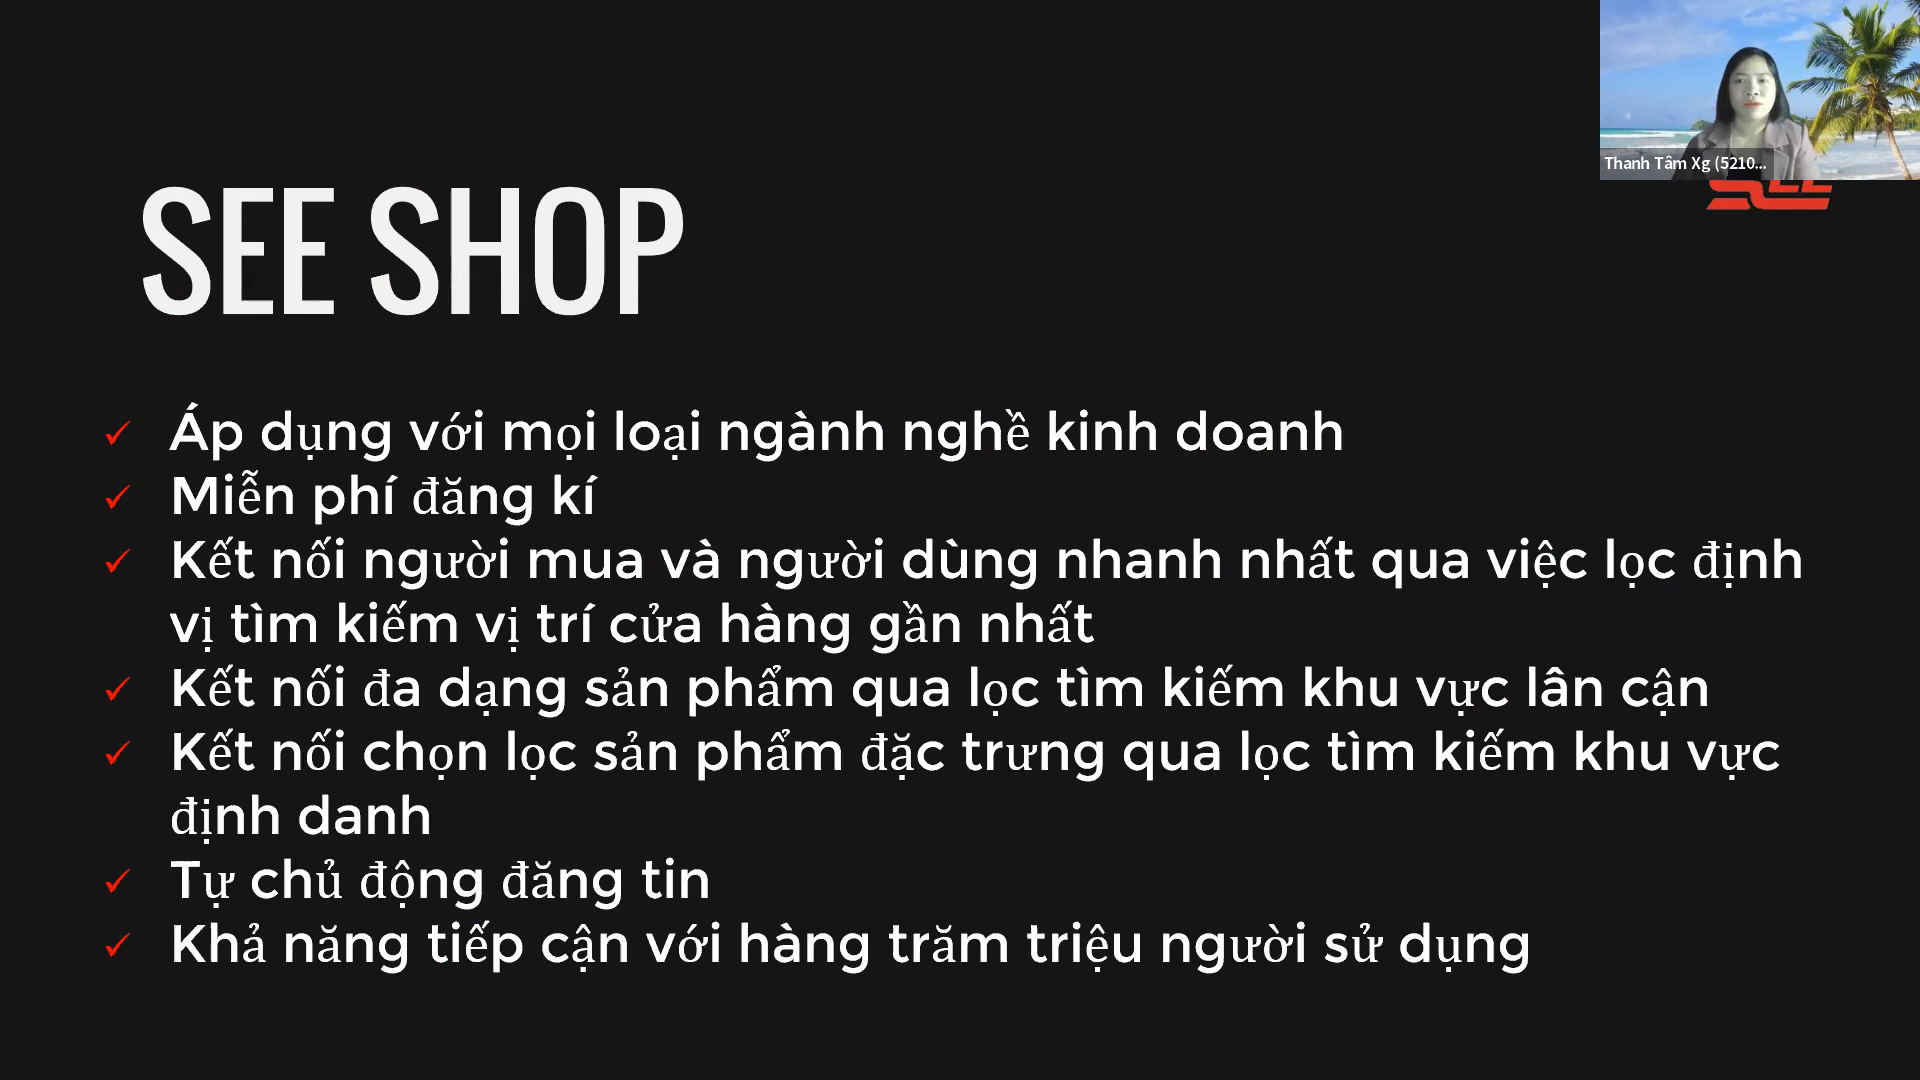 Thanh Tâm Xg (5210...
SEE
SEE SHOP
Áp dụng với mọi loại ngành nghề kinh doanh
Miễn phí đăng kí
Kết nối người mua và người dùng nhanh nhất qua việc lọc định
vị tìm kiếm vị trí cửa hàng gần nhất
Kết nối đa dạng sản phẩm qua lọc tìm kiếm khu vực lân cận
Kết nối chọn lọc sản phẩm đặc trưng qua lọc tìm kiếm khu vực
định danh
Tự chủ động đăng tin
Khả năng tiếp cận với hàng trăm triệu người sử dụng